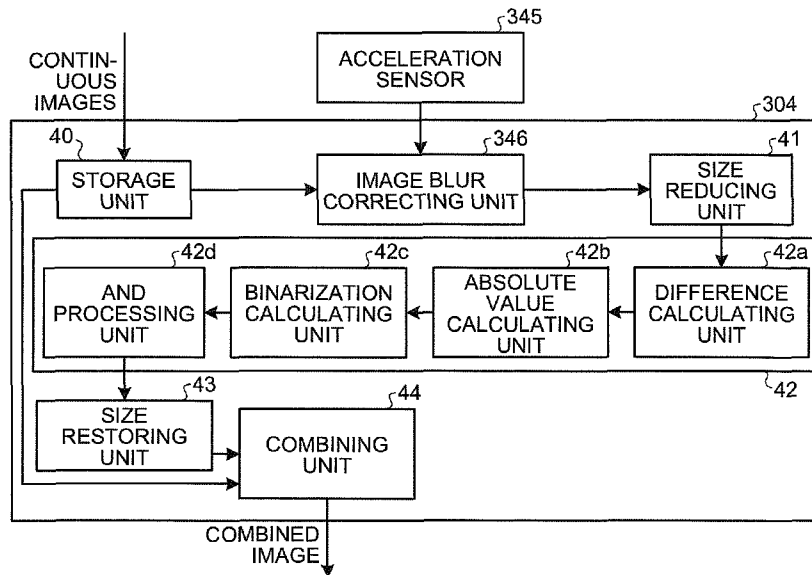 345
ACCELERATION
SENSOR
CONTIN-
UOUS
IMAGES
304
40
STORAGE
UNIT
346
IMAGE BLUR
CORRECTING UNIT
41
SIZE
REDUCING
UNIT
42d
AND
PROCESSING
UNIT
42c
BINARIZATION
CALCULATING
UNIT
42b
ABSOLUTE
VALUE
CALCULATING
UNIT
42a
DIFFERENCE
CALCULATING
UNIT
42
43
SIZE
RESTORING
UNIT
44
COMBINING
UNIT
COMBINED
IMAGE